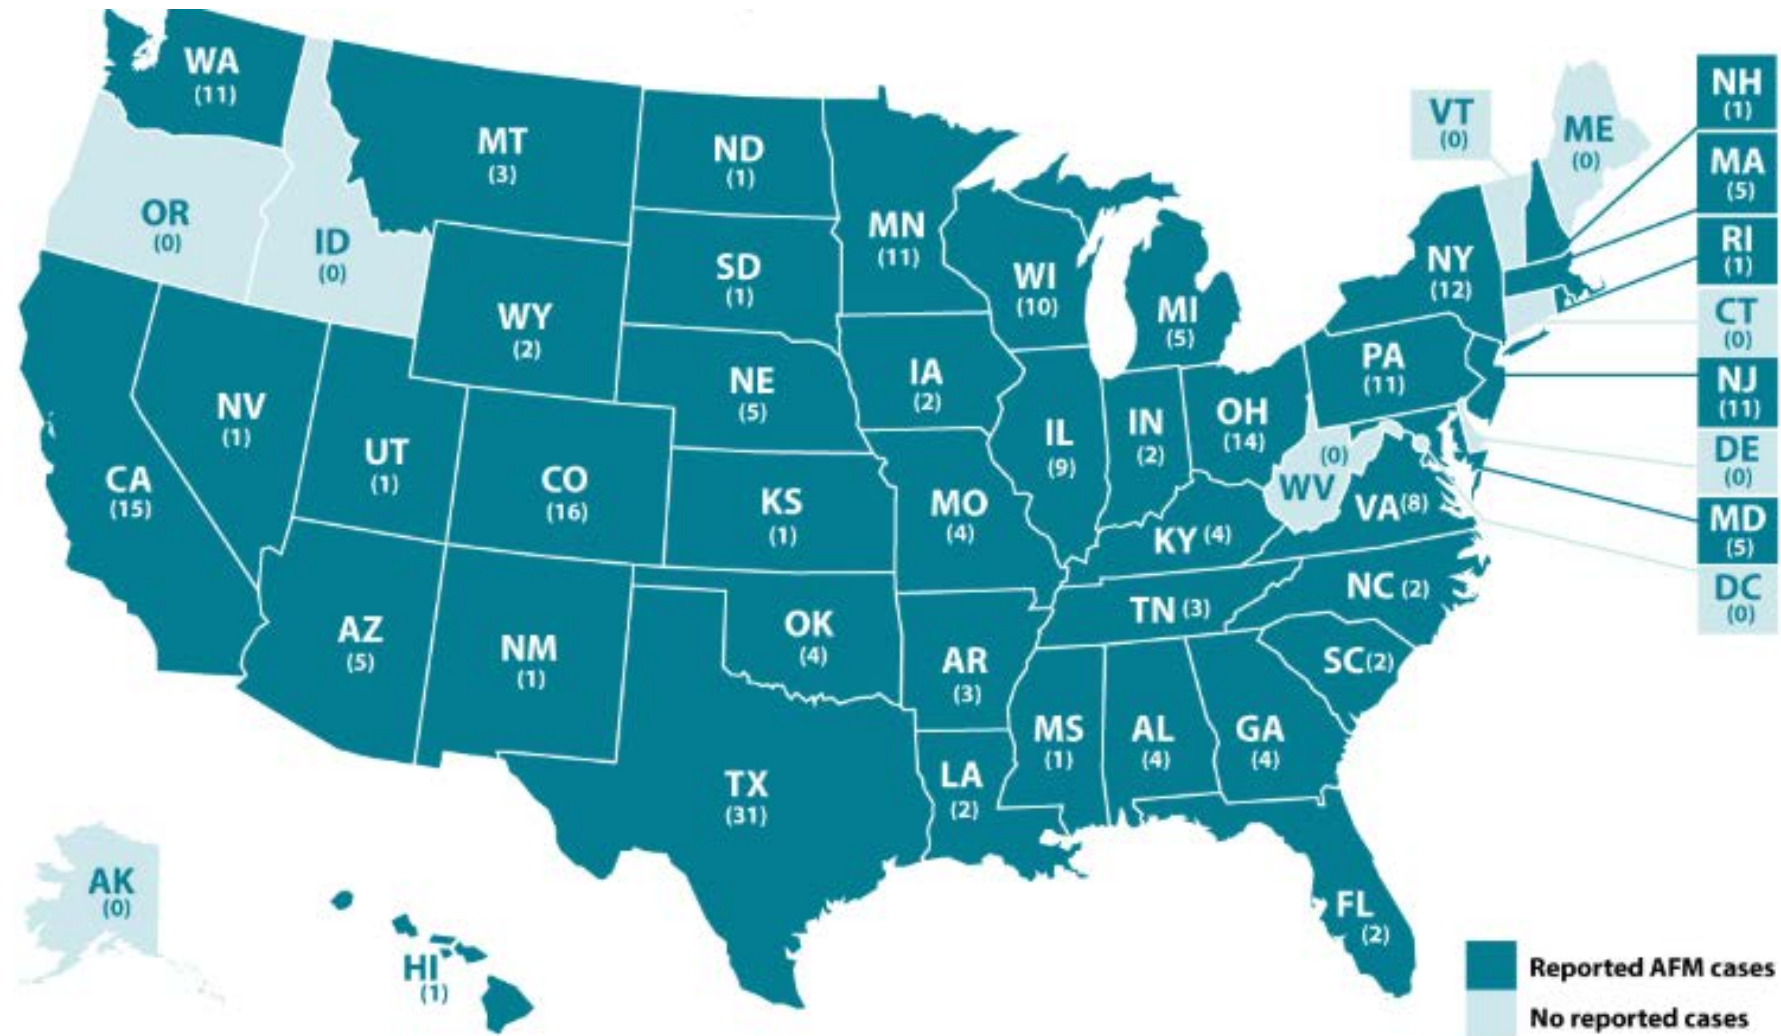 WA
(11)
MT
(3)
ND
(1)
OR
(0)
ID
(0)
MN
(11)
SD
(1)
WI
(10)
WY
(2)
MI
(5)
NY
(12)
VT
(0)
ME
(0)
NH
(1)
MA
(5)
RI
(1)
CT
(0)
NJ
(11)
DE
(0)
MD
(5)
DC
(0)
CA
(15)
NV
(1)
UT
(1)
CO
(16)
NE
(5)
IA
(2)
KS
(1)
MO
(4)
IL
(9)
IN
(2)
OH
(14)
PA
(11)
(0)
WV
VA(8)
KY (4)
NC (2)
TN (3)
SC(2)
AZ
(5)
NM
(1)
OK
(4)
AR
(3)
TX
(31)
LA
(2)
MS
(1)
AL
(4)
GA
(4)
FL
(2)
AK
(0)
HI
(1)
Reported AFM cases
No reported cases